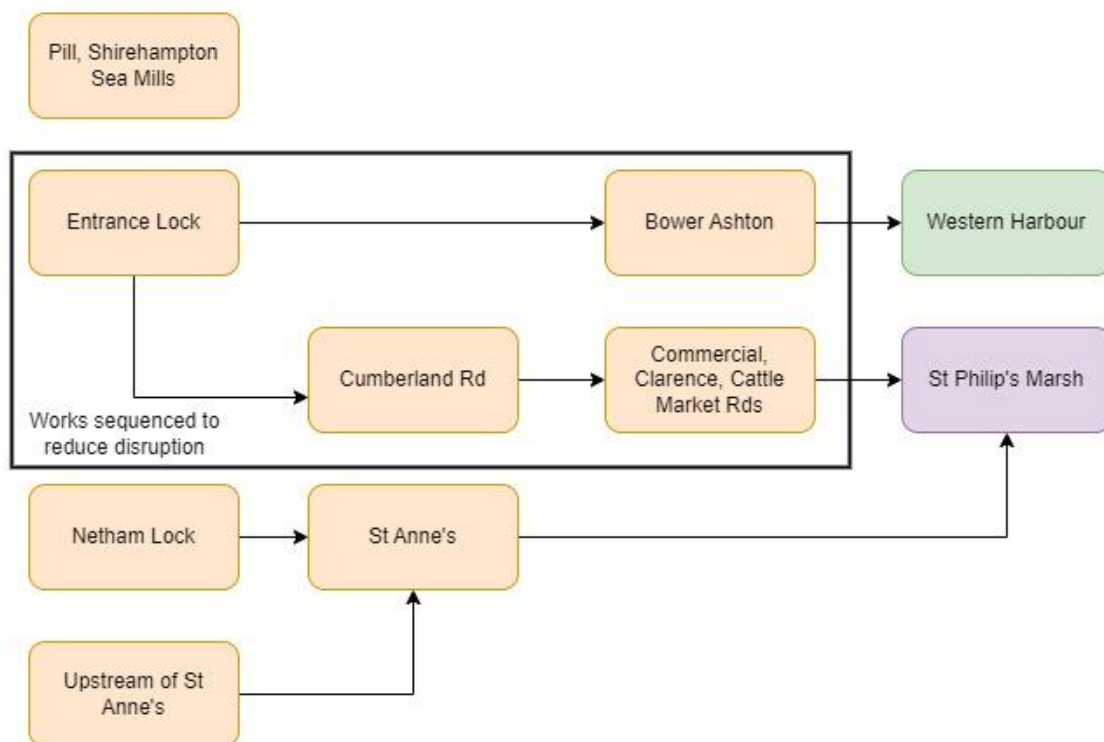 Pill, Shirehampton
Sea Mills
Entrance Lock
Bower Ashton
Western Harbour
Cumberland Rd
Commercial,
Clarence, Cattle
Market Rds
St Philip's Marsh
Works sequenced to
reduce disruption
Netham Lock
St Anne's
Upstream of St
Anne's